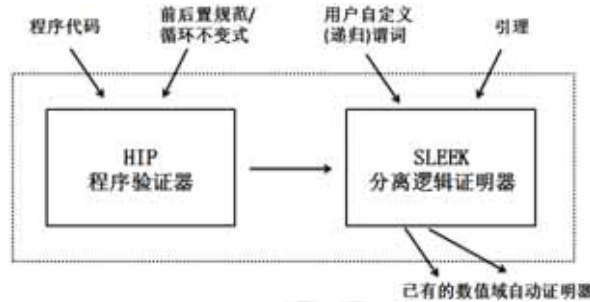 程序代码
前后置规范/
循环不变式
用户自定义
(递归)谓词
引理
HIP
程序验证器
SLEEK
分离逻辑证明器
已有的数值域自动证明器